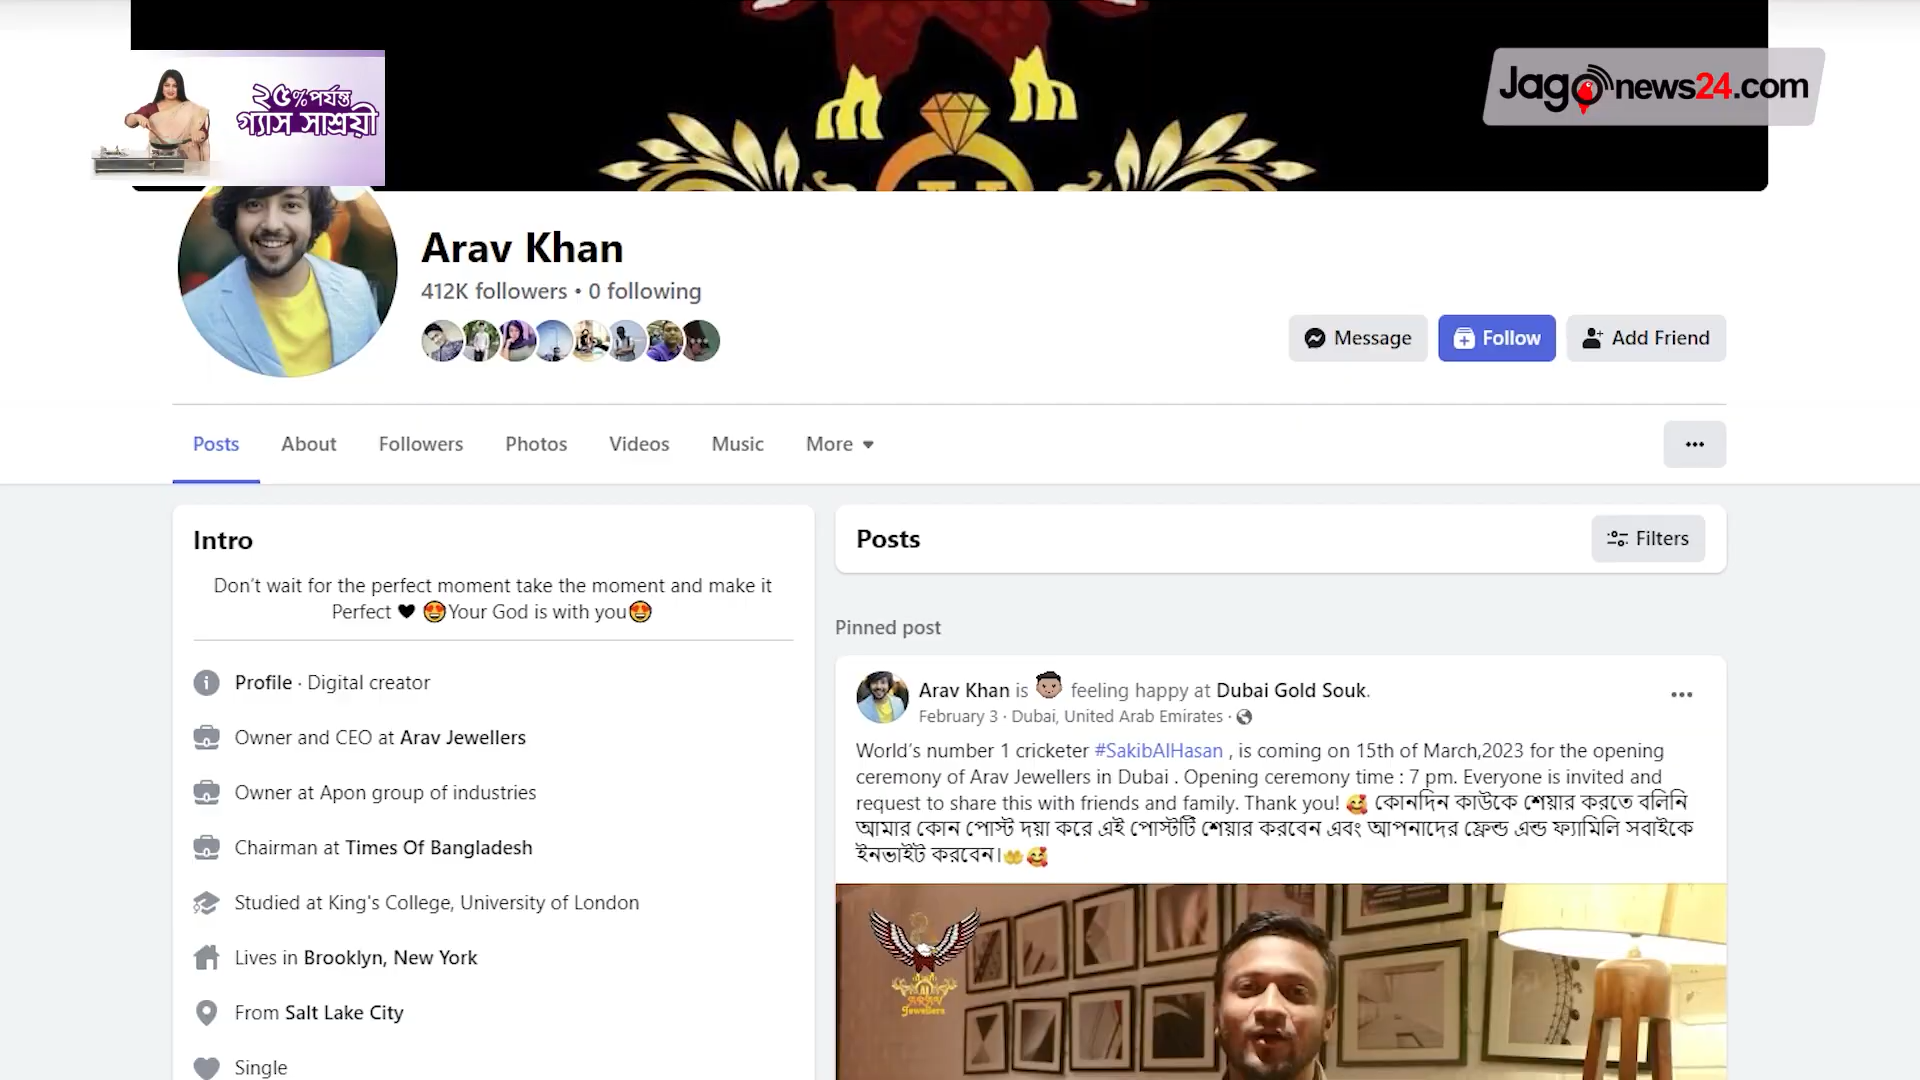 Jagonews24.com
২৫% পর্যন্ত
গ্যাস সাশ্রয়ী
Arav Khan
412K followers • 0 following
Message
Follow
Add Friend
Posts
About
Followers
Photos
Videos
Music
More
Intro
Don't wait for the perfect moment take the moment and make it
Perfect 🖤 😍Your God is with you😍
Profile · Digital creator
Owner and CEO at Arav Jewellers
Owner at Apon group of industries
Chairman at Times Of Bangladesh
Studied at King's College, University of London
Lives in Brooklyn, New York
From Salt Lake City
Single
Posts
Filters
Pinned post
Arav Khan is feeling happy at Dubai Gold Souk.
February 3 · Dubai, United Arab Emirates ·
World's number 1 cricketer #SakibAlHasan , is coming on 15th of March,2023 for the opening
ceremony of Arav Jewellers in Dubai . Opening ceremony time : 7 pm. Everyone is invited and
request to share this with friends and family. Thank you! 🥰 কোনদিন কাউকে শেয়ার করতে বলিনি
আমার কোন পোস্ট দয়া করে এই পোস্টটি শেয়ার করবেন এবং আপনাদের ফ্রেন্ড এন্ড ফ্যামিলি সবাইকে
ইনভাইট করবেন।🤲🥰
ARAV
Jewellers